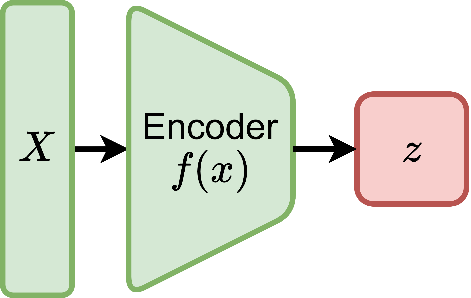 X
Encoder
f(x)
z